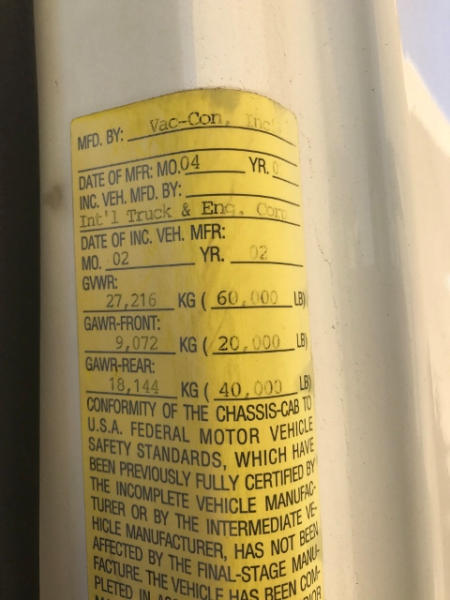 MFD. BY: Vac-Con, Inc
DATE OF MFR: MO.04 YR. 0
INC. VEH. MFD. BY:
Int'l Truck & Eng. Corp
DATE OF INC. VEH. MFR:
MO. 02 YR. 02
GVWR:
27,216 KG ( 60,000 LB)
GAWR-FRONT:
9,072 KG ( 20,000 LB)
GAWR-REAR:
18,144 KG ( 40,000 LB)
CONFORMITY OF THE CHASSIS-CAB TO
U.S.A. FEDERAL MOTOR VEHICLE
SAFETY STANDARDS, WHICH HAVE
BEEN PREVIOUSLY FULLY CERTIFIED BY
THE INCOMPLETE VEHICLE MANUFAC-
TURER OR BY THE INTERMEDIATE VE-
HICLE MANUFACTURER, HAS NOT BEEN
AFFECTED BY THE FINAL-STAGE MANU-
FACTURE. THE VEHICLE HAS BEEN COM-
PLETED IN